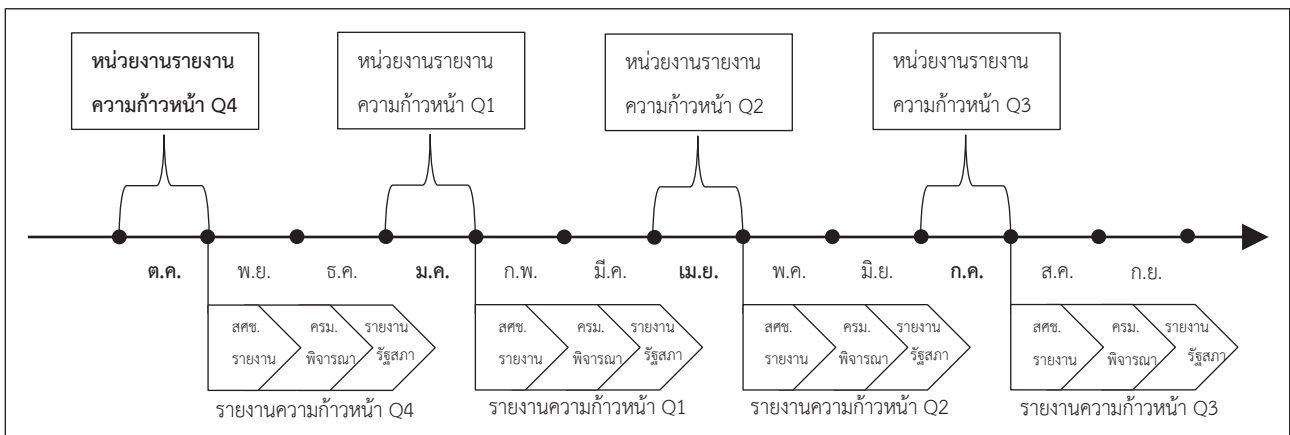 หน่วยงานรายงาน
ความก้าวหน้า Q4
หน่วยงานรายงาน
ความก้าวหน้า Q1
หน่วยงานรายงาน
ความก้าวหน้า Q2
หน่วยงานรายงาน
ความก้าวหน้า Q3
ต.ค. พ.ย. ธ.ค. ม.ค. ก.พ. มี.ค. เม.ย. พ.ค. มิ.ย. ก.ค. ส.ค. ก.ย.
สศช.
รายงาน
ครม.
พิจารณา
รายงาน
รัฐสภา
สศช.
รายงาน
ครม.
พิจารณา
รายงาน
รัฐสภา
สศช.
รายงาน
ครม.
พิจารณา
รายงาน
รัฐสภา
สศช.
รายงาน
ครม.
พิจารณา
รายงาน
รัฐสภา
รายงานความก้าวหน้า Q4
รายงานความก้าวหน้า Q1
รายงานความก้าวหน้า Q2
รายงานความก้าวหน้า Q3